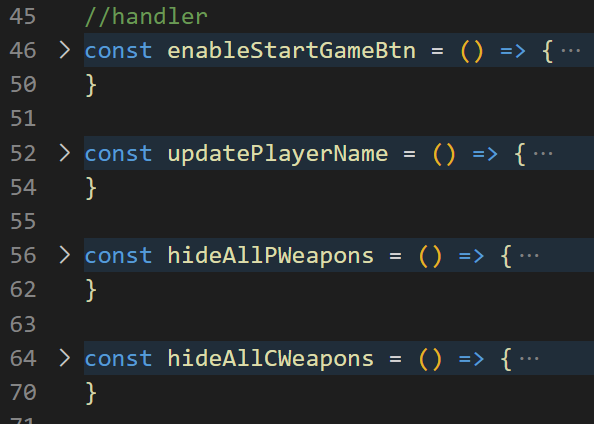 45 //handler
46 > const enableStartGameBtn = () => { ···
50 }
51
52 > const updatePlayerName = () => { ···
54 }
55
56 > const hideAllPWeapons = () => { ···
62 }
63
64 > const hideAllCWeapons = () => { ···
70 }
71